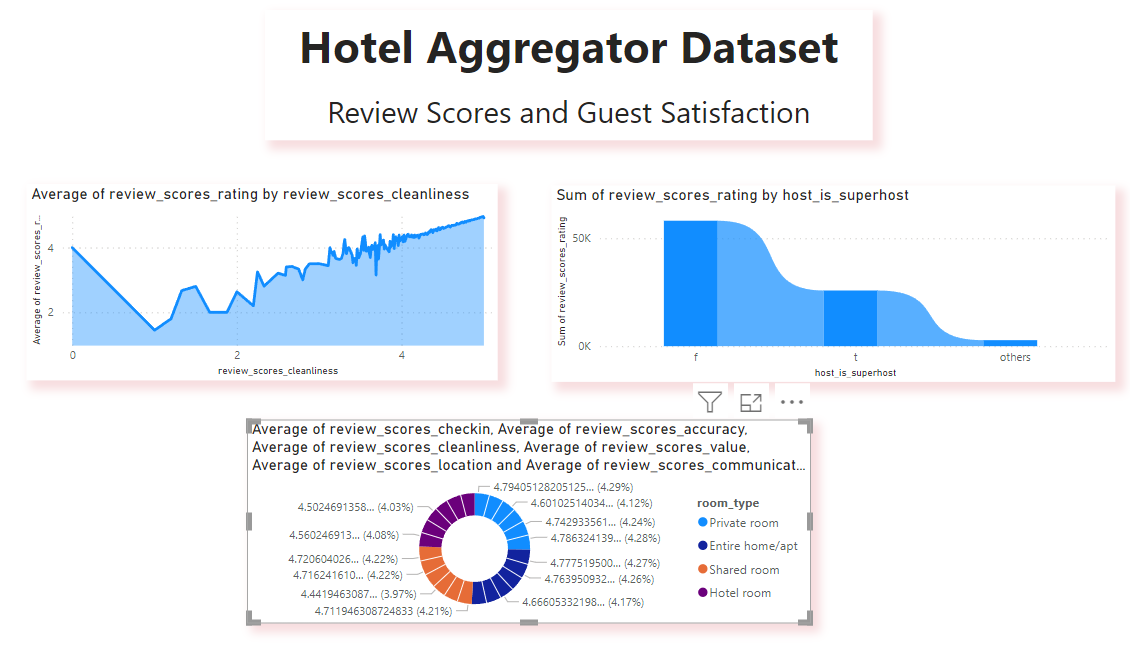 Hotel Aggregator Dataset
Review Scores and Guest Satisfaction
Average of review_scores_rating by review_scores_cleanliness
Average of review_scores_r...
4
2
0
2
4
review_scores_cleanliness
Sum of review_scores_rating by host_is_superhost
Sum of review_scores_rating
50K
0K
f
t
others
host_is_superhost
Average of review_scores_checkin, Average of review_scores_accuracy,
Average of review_scores_cleanliness, Average of review_scores_value,
Average of review_scores_location and Average of review_scores_communicat...
4.79405128205125... (4.29%)
4.60102514034... (4.12%)
4.742933561... (4.24%)
4.786324139... (4.28%)
4.777519500... (4.27%)
4.763950932... (4.26%)
4.66605332198... (4.17%)
4.711946308724833 (4.21%)
4.4419463087... (3.97%)
4.716241610... (4.22%)
4.720604026... (4.22%)
4.560246913... (4.08%)
4.5024691358... (4.03%)
room_type
Private room
Entire home/apt
Shared room
Hotel room